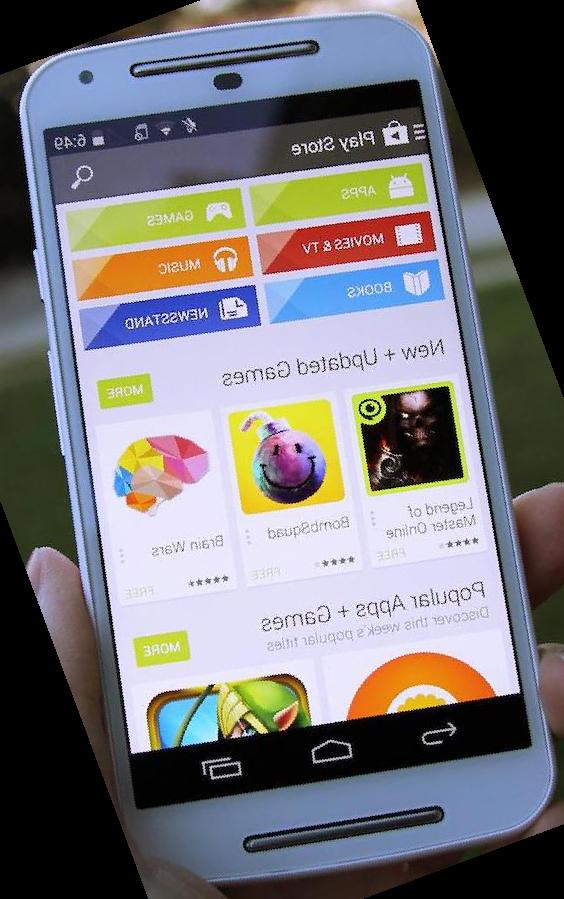 6:49
Play Store
APPS
GAMES
MOVIES & TV
MUSIC
BOOKS
NEWSSTAND
New + Updated Games
MORE
Legend of
Master Online
FREE
BombSquad
FREE
Brain Wars
FREE
Popular Apps + Games
Discover this week's popular titles
MORE